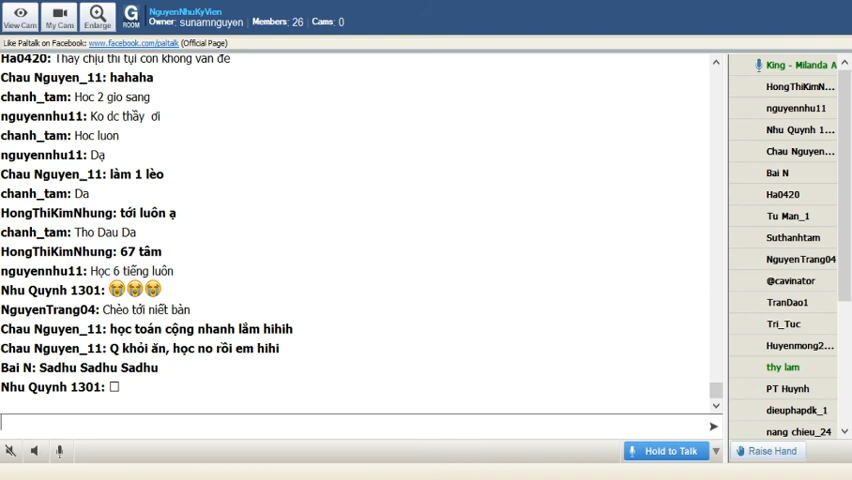 View Cam
My Cam
Enlarge
G
ROOM
NguyenNhuKyVien
Owner: sunamnguyen Members: 26 Cams: 0
Like Paltalk on Facebook: www.facebook.com/paltalk (Official Page)
Ha0420: Thầy chịu thì tụi con không vấn đề
Chau Nguyen_11: hahaha
chanh_tam: Hoc 2 gio sang
nguyennhu11: Ko dc thầy ơi
chanh_tam: Hoc luon
nguyennhu11: Dạ
Chau Nguyen_11: làm 1 lèo
chanh_tam: Da
HongThiKimNhung: tới luôn ạ
chanh_tam: Tho Dau Da
HongThiKimNhung: 67 tâm
nguyennhu11: Học 6 tiếng luôn
Nhu Quynh 1301: 😭😭😭
NguyenTrang04: Chèo tới niết bàn
Chau Nguyen_11: học toán cộng nhanh lắm hihih
Chau Nguyen_11: Q khỏi ăn, học no rồi em hihi
Bai N: Sadhu Sadhu Sadhu
Nhu Quynh 1301: □
King - Milanda A
HongThiKimN...
nguyennhu11
Nhu Quynh 1...
Chau Nguyen...
Bai N
Ha0420
Tu Man_1
Suthanhtam
NguyenTrang04
@cavinator
TranDao1
Tri_Tuc
Huyenmong2...
thy lam
PT Huynh
dieuphapdk_1
nang chieu_24
Hold to Talk
Raise Hand